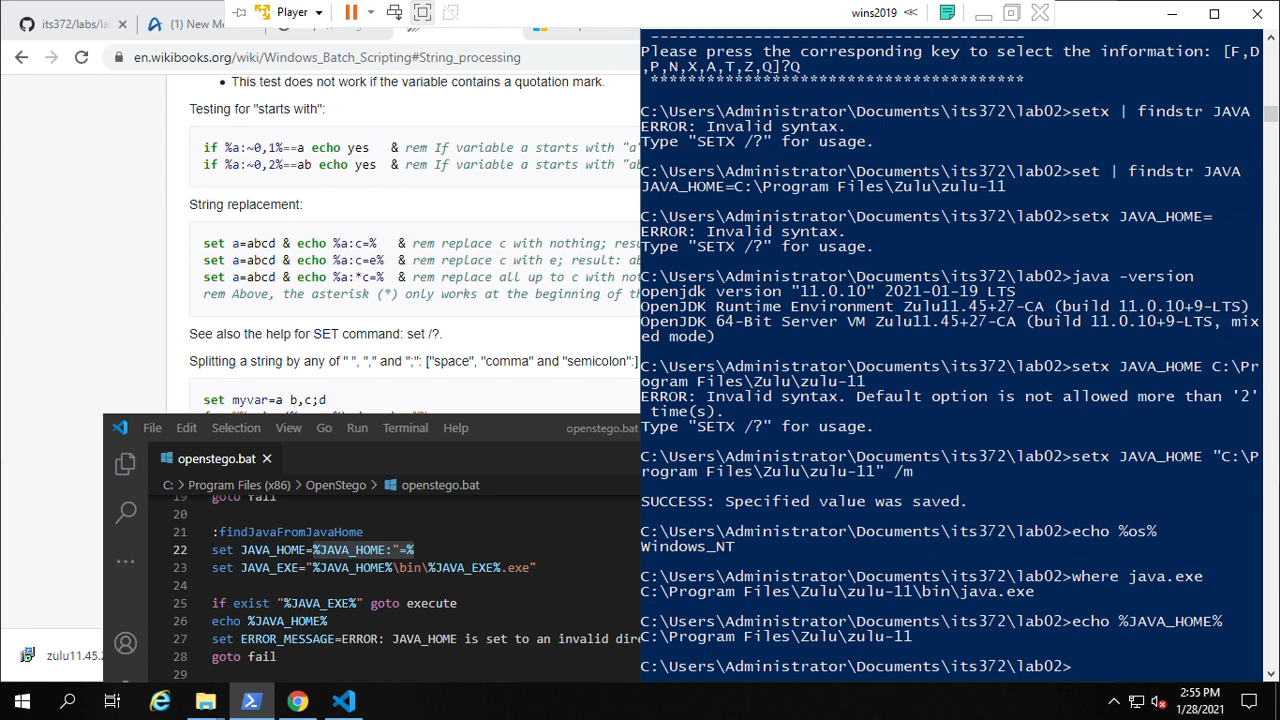 its372/labs/la
(1) New Me
Player
wins2019
en.wikibooks.org/wiki/Windows_Batch_Scripting#String_processing
This test does not work if the variable contains a quotation mark.
Testing for "starts with":
if %a:~0,1%==a echo yes & rem If variable a starts with "a"
if %a:~0,2%==ab echo yes & rem If variable a starts with "ab
String replacement:
set a=abcd & echo %a:c=% & rem replace c with nothing; resu
set a=abcd & echo %a:c=e% & rem replace c with e; result: ab
set a=abcd & echo %a:*c=% & rem replace all up to c with not
rem Above, the asterisk (*) only works at the beginning of th
See also the help for SET command: set /?.
Splitting a string by any of " ", "," and ";": ["space", "comma" and "semicolon":]
set myvar=a b,c;d
File Edit Selection View Go Run Terminal Help openstego.bat
openstego.bat
C: > Program Files (x86) > OpenStego > openstego.bat
19 goto fail
20
21 :findJavaFromJavaHome
22 set JAVA_HOME=%JAVA_HOME:"=%
23 set JAVA_EXE="%JAVA_HOME%\bin\%JAVA_EXE%.exe"
24
25 if exist "%JAVA_EXE%" goto execute
26 echo %JAVA_HOME%
27 set ERROR_MESSAGE=ERROR: JAVA_HOME is set to an invalid dire
28 goto fail
29
zulu11.45.2
----------------------------------------
Please press the corresponding key to select the information: [F,D
,P,N,X,A,T,Z,Q]?Q
****************************************
C:\Users\Administrator\Documents\its372\lab02>setx | findstr JAVA
ERROR: Invalid syntax.
Type "SETX /?" for usage.
C:\Users\Administrator\Documents\its372\lab02>set | findstr JAVA
JAVA_HOME=C:\Program Files\Zulu\zulu-11
C:\Users\Administrator\Documents\its372\lab02>setx JAVA_HOME=
ERROR: Invalid syntax.
Type "SETX /?" for usage.
C:\Users\Administrator\Documents\its372\lab02>java -version
openjdk version "11.0.10" 2021-01-19 LTS
OpenJDK Runtime Environment Zulu11.45+27-CA (build 11.0.10+9-LTS)
OpenJDK 64-Bit Server VM Zulu11.45+27-CA (build 11.0.10+9-LTS, mix
ed mode)
C:\Users\Administrator\Documents\its372\lab02>setx JAVA_HOME C:\Pr
ogram Files\Zulu\zulu-11
ERROR: Invalid syntax. Default option is not allowed more than '2'
time(s).
Type "SETX /?" for usage.
C:\Users\Administrator\Documents\its372\lab02>setx JAVA_HOME "C:\P
rogram Files\Zulu\zulu-11" /m
SUCCESS: Specified value was saved.
C:\Users\Administrator\Documents\its372\lab02>echo %os%
Windows_NT
C:\Users\Administrator\Documents\its372\lab02>where java.exe
C:\Program Files\Zulu\zulu-11\bin\java.exe
C:\Users\Administrator\Documents\its372\lab02>echo %JAVA_HOME%
C:\Program Files\Zulu\zulu-11
C:\Users\Administrator\Documents\its372\lab02>
2:55 PM
1/28/2021